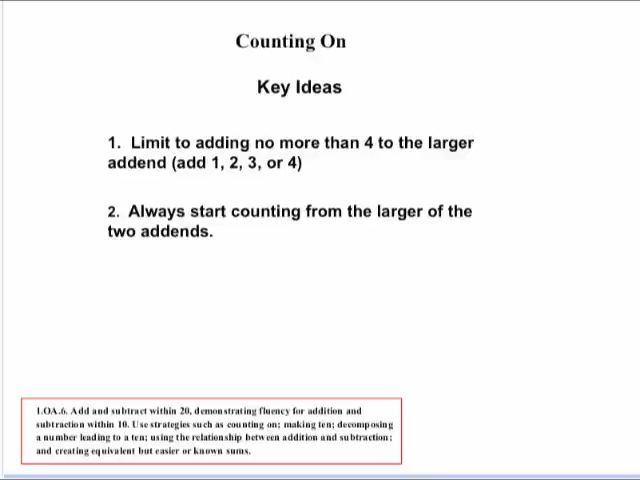 Counting On
Key Ideas
1. Limit to adding no more than 4 to the larger
addend (add 1, 2, 3, or 4)
2. Always start counting from the larger of the
two addends.
1.OA.6. Add and subtract within 20, demonstrating fluency for addition and
subtraction within 10. Use strategies such as counting on; making ten; decomposing
a number leading to a ten; using the relationship between addition and subtraction;
and creating equivalent but easier or known sums.